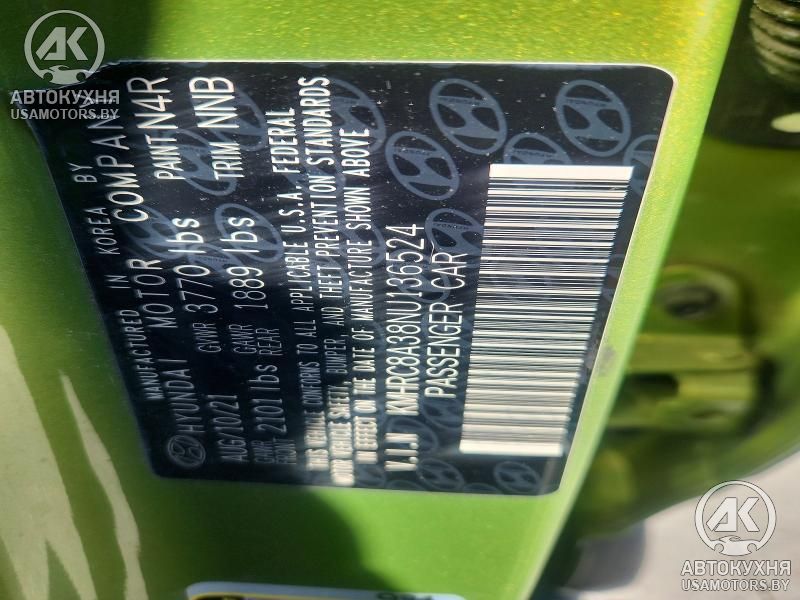 MANUFACTURED IN KOREA BY
HYUNDAI MOTOR COMPANY
AUG/10/21 GVWR 3770 lbs PAINT N4R
GAWR FRONT 2101 lbs GAWR REAR 1889 lbs TRIM NNB
THIS VEHICLE CONFORMS TO ALL APPLICABLE U.S.A. FEDERAL
MOTOR VEHICLE SAFETY, BUMPER, AND THEFT PREVENTION STANDARDS
IN EFFECT ON THE DATE OF MANUFACTURE SHOWN ABOVE
V.I.N KMHRC8A38NU136524
PASSENGER CAR
АК
АВТОКУХНЯ
USAMOTORS.BY
АК
АВТОКУХНЯ
USAMOTORS.BY